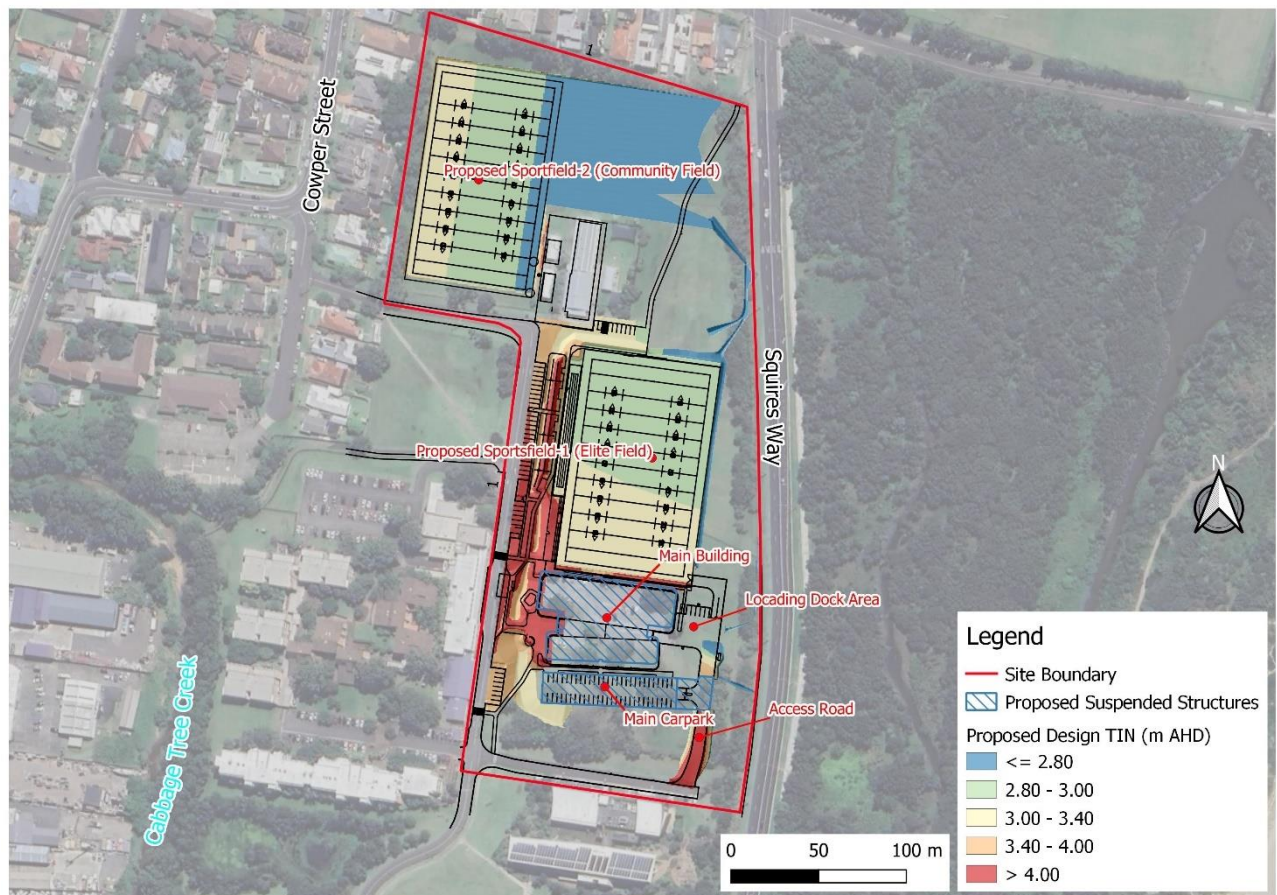 Cowper Street
1
Proposed Sportfield-2 (Community Field)
Squires Way
Proposed Sportsfield-1 (Elite Field)
1
N
Main Building
Locading Dock Area
Main Carpark
Access Road
Cabbage Tree Creek
0 50 100 m
Legend
Site Boundary
Proposed Suspended Structures
Proposed Design TIN (m AHD)
<= 2.80
2.80 - 3.00
3.00 - 3.40
3.40 - 4.00
> 4.00